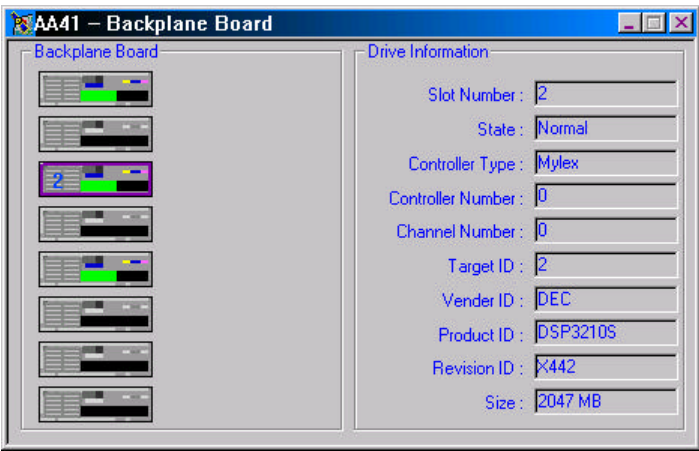 AA41 – Backplane Board
Backplane Board
2
Drive Information
Slot Number : 2
State : Normal
Controller Type : Mylex
Controller Number : 0
Channel Number : 0
Target ID : 2
Vender ID : DEC
Product ID : DSP3210S
Revision ID : X442
Size : 2047 MB